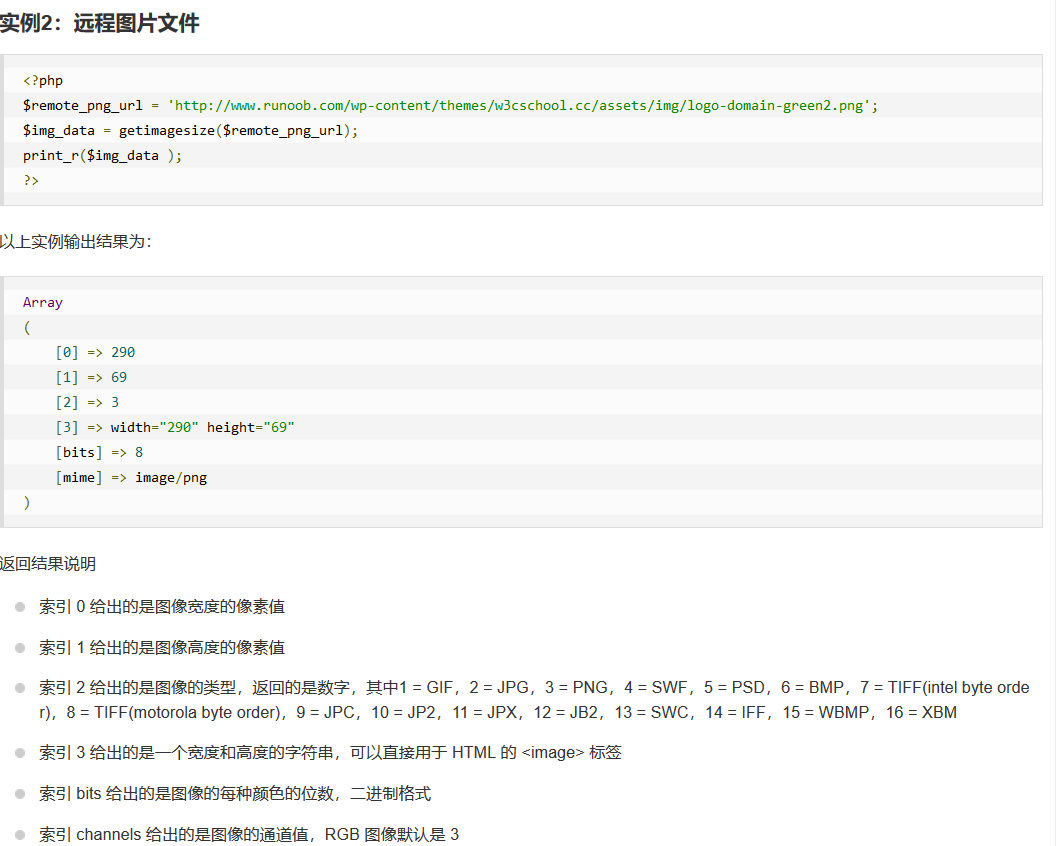 实例2：远程图片文件
<?php
$remote_png_url = 'http://www.runoob.com/wp-content/themes/w3cschool.cc/assets/img/logo-domain-green2.png';
$img_data = getimagesize($remote_png_url);
print_r($img_data );
?>
以上实例输出结果为：
Array
(
    [0] => 290
    [1] => 69
    [2] => 3
    [3] => width="290" height="69"
    [bits] => 8
    [mime] => image/png
)
返回结果说明
索引 0 给出的是图像宽度的像素值
索引 1 给出的是图像高度的像素值
索引 2 给出的是图像的类型，返回的是数字，其中1 = GIF，2 = JPG，3 = PNG，4 = SWF，5 = PSD，6 = BMP，7 = TIFF(intel byte orde
r)，8 = TIFF(motorola byte order)，9 = JPC，10 = JP2，11 = JPX，12 = JB2，13 = SWC，14 = IFF，15 = WBMP，16 = XBM
索引 3 给出的是一个宽度和高度的字符串，可以直接用于 HTML 的 <image> 标签
索引 bits 给出的是图像的每种颜色的位数，二进制格式
索引 channels 给出的是图像的通道值，RGB 图像默认是 3